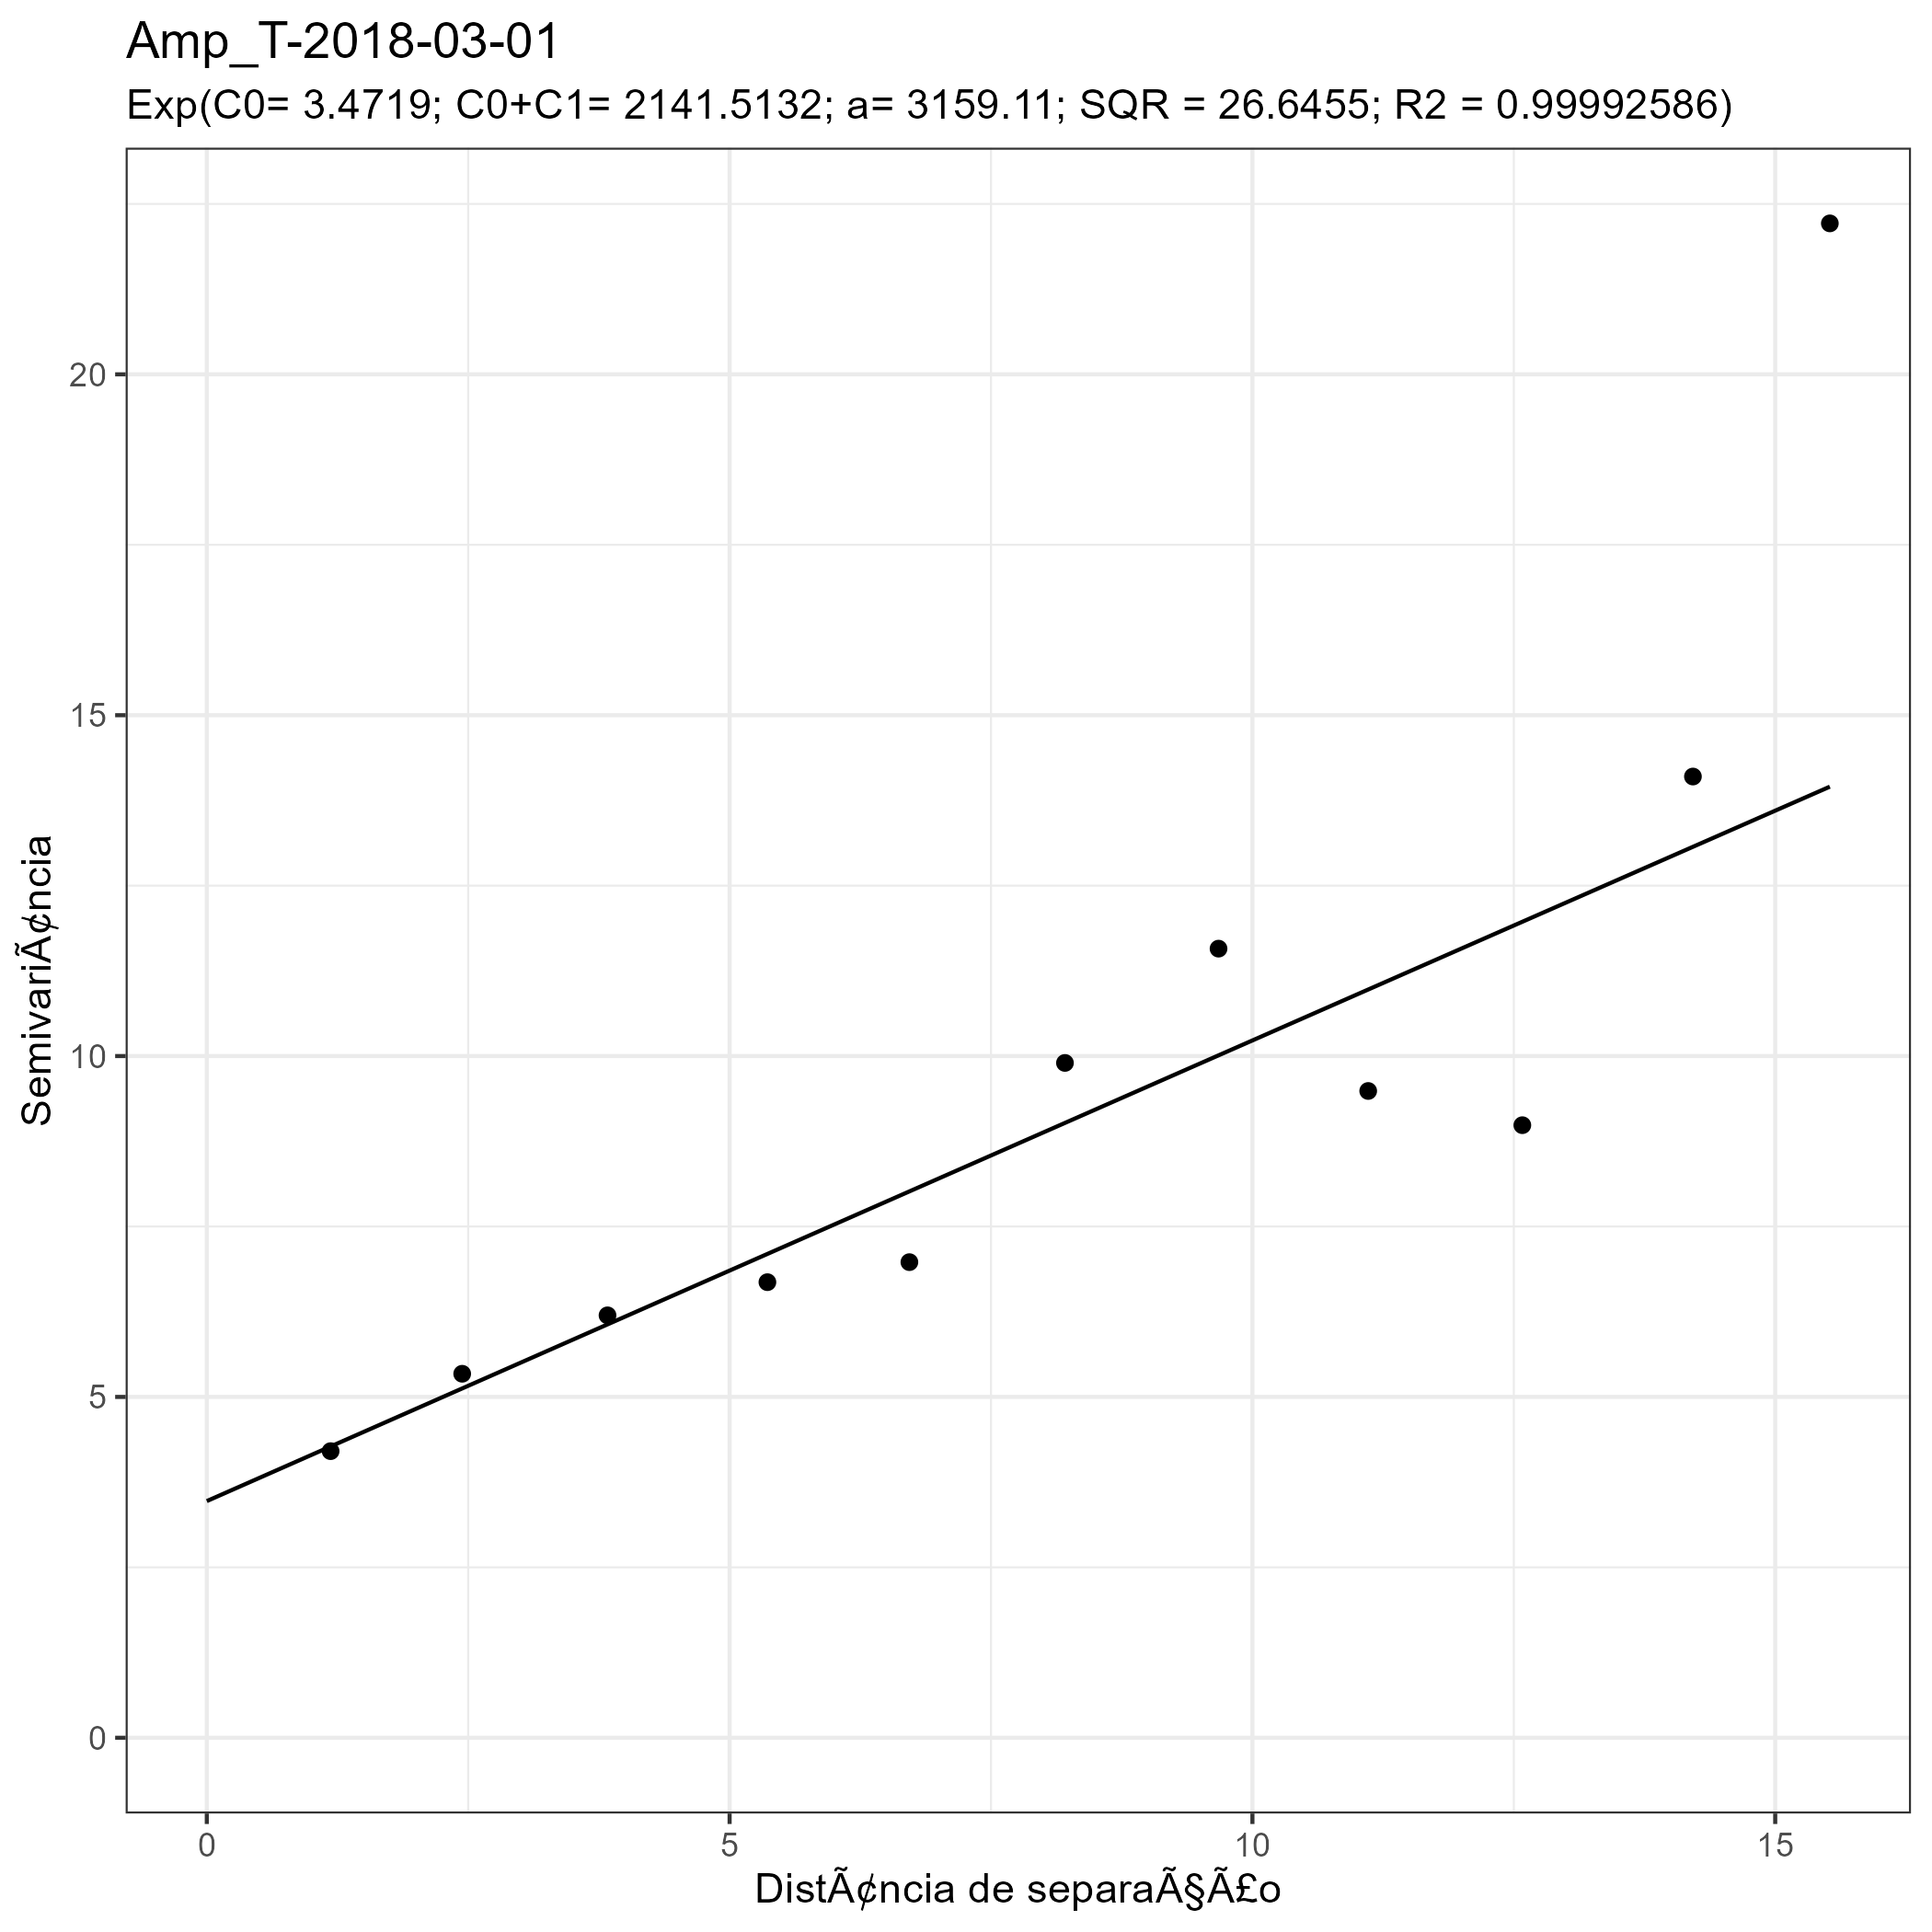 Amp_T-2018-03-01
Exp(C0= 3.4719; C0+C1= 2141.5132; a= 3159.11; SQR = 26.6455; R2 = 0.99992586)
SemivariÃ¢ncia
20
15
10
5
0
0 5 10 15
DistÃ¢ncia de separaÃ§Ã£o